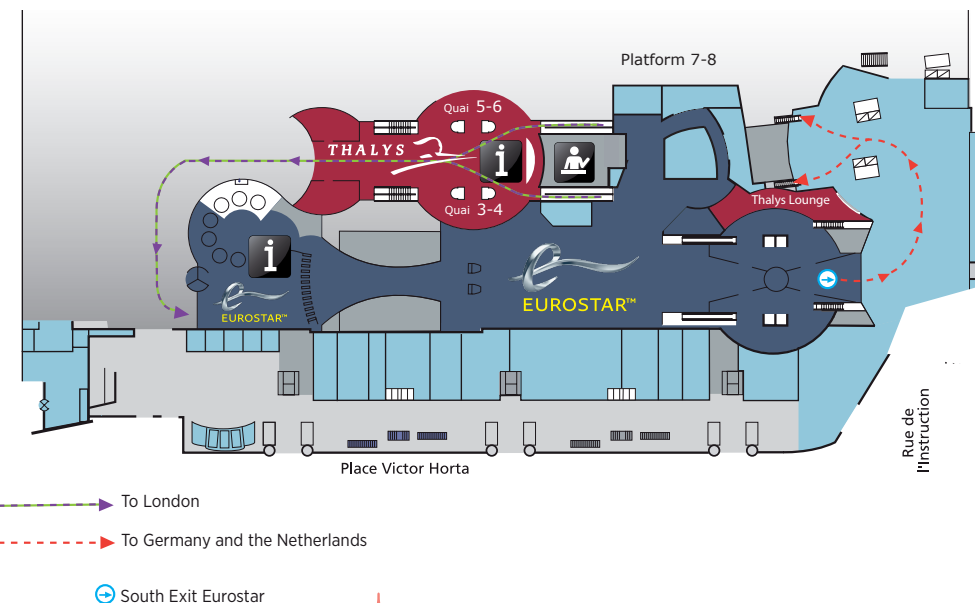 Platform 7-8
Quai 5-6
THALYS
i
Quai 3-4
Thalys Lounge
i
EUROSTAR™
EUROSTAR™
Rue de
l'Instruction
Place Victor Horta
To London
To Germany and the Netherlands
South Exit Eurostar